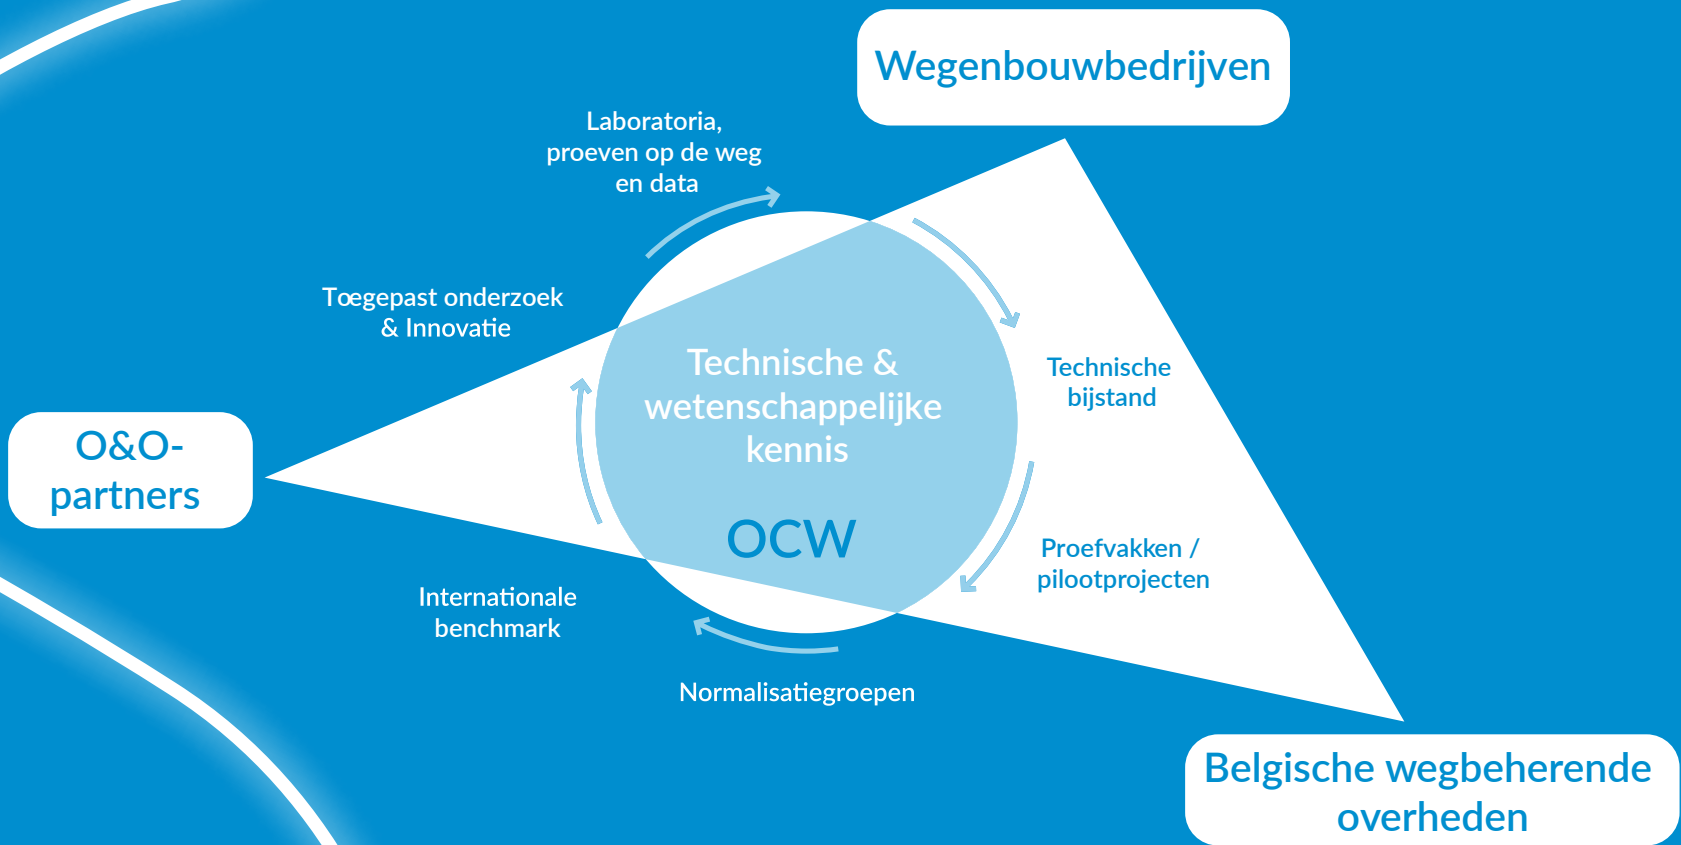 Wegenbouwbedrijven
Laboratoria,
proeven op de weg
en data
Toegepast onderzoek
& Innovatie
Technische &
wetenschappelijke
kennis
OCW
Technische
bijstand
O&O-
partners
Proefvakken /
pilootprojecten
Internationale
benchmark
Normalisatiegroepen
Belgische wegbeherende
overheden